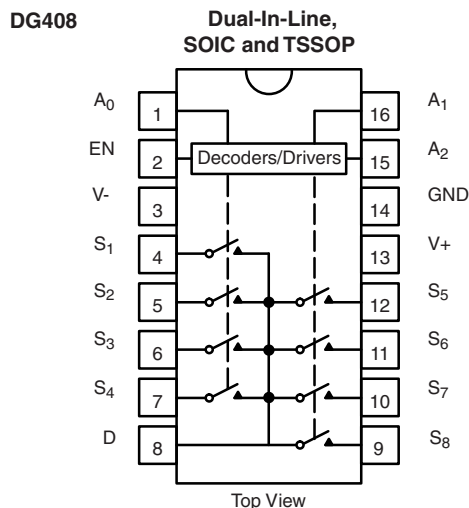 DG408
Dual-In-Line,
SOIC and TSSOP
A0 1 16 A1
EN 2 Decoders/Drivers 15 A2
V- 3 14 GND
S1 4 13 V+
S2 5 12 S5
S3 6 11 S6
S4 7 10 S7
D 8 9 S8
Top View